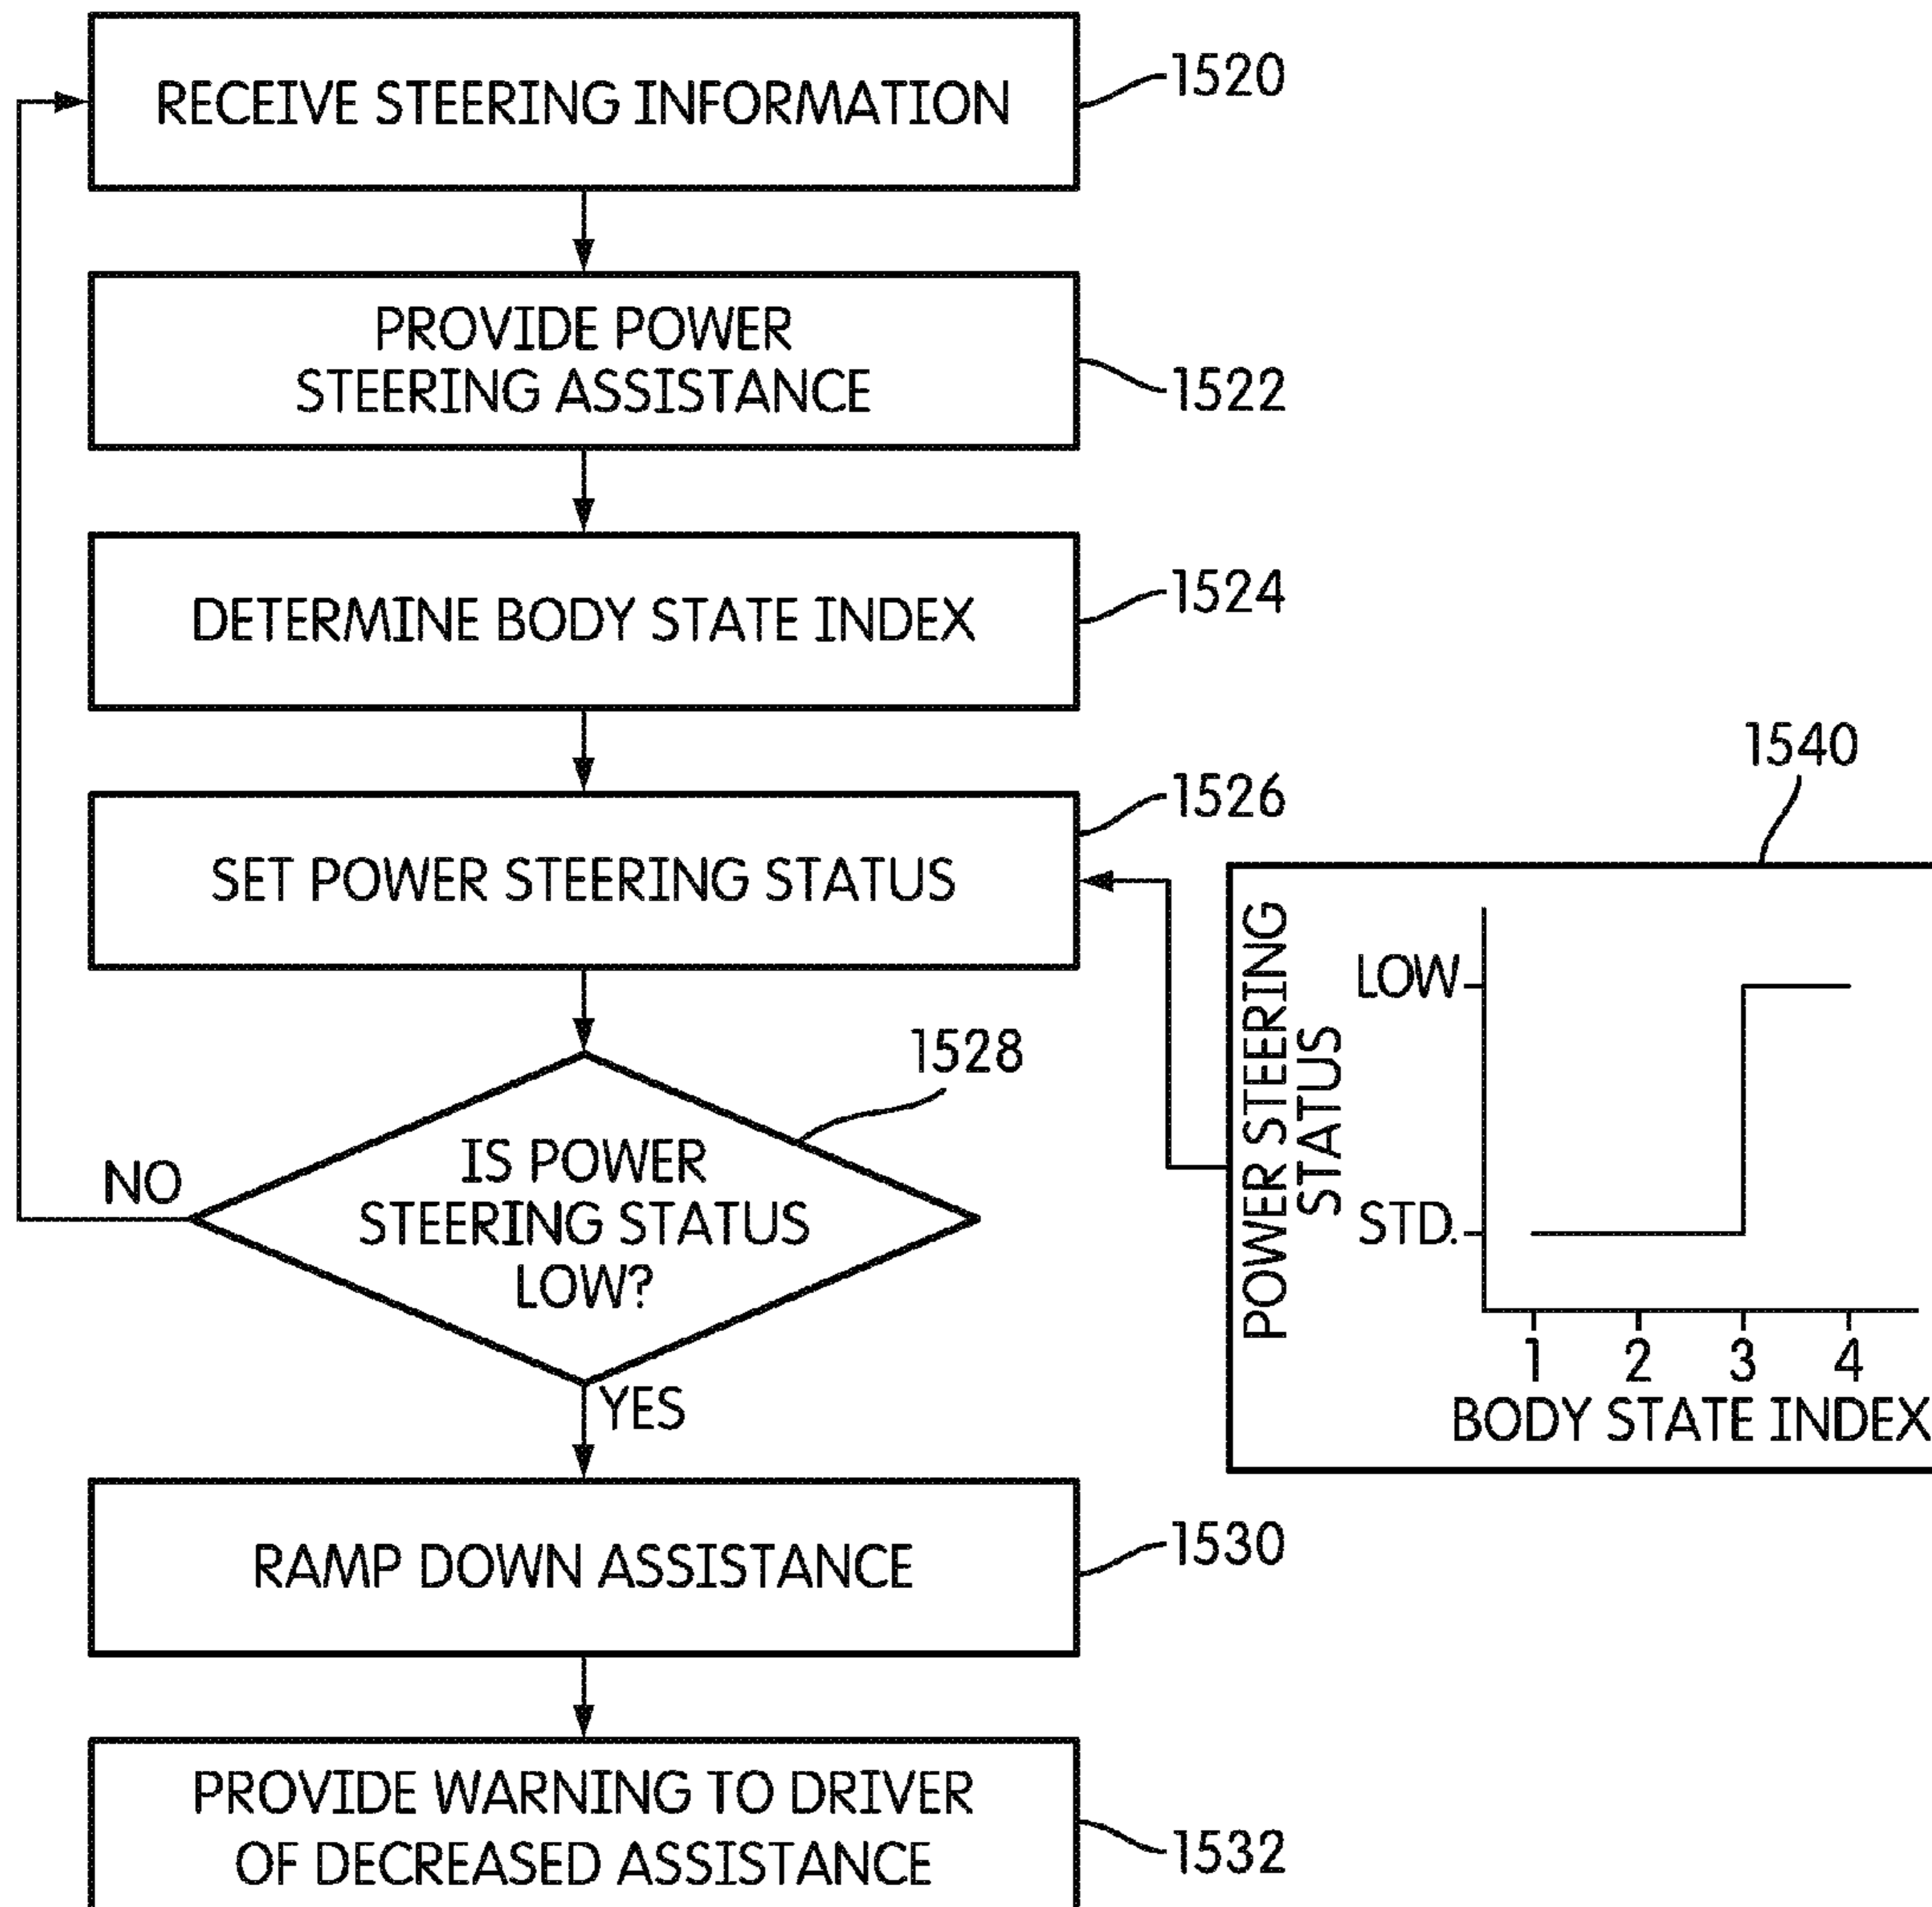 RECEIVE STEERING INFORMATION
1520
PROVIDE POWER
STEERING ASSISTANCE
1522
DETERMINE BODY STATE INDEX
1524
SET POWER STEERING STATUS
1526
1528
IS POWER
STEERING STATUS
LOW?
NO
YES
RAMP DOWN ASSISTANCE
1530
PROVIDE WARNING TO DRIVER
OF DECREASED ASSISTANCE
1532
1540
POWER STEERING
STATUS
LOW
STD.
1 2 3 4
BODY STATE INDEX